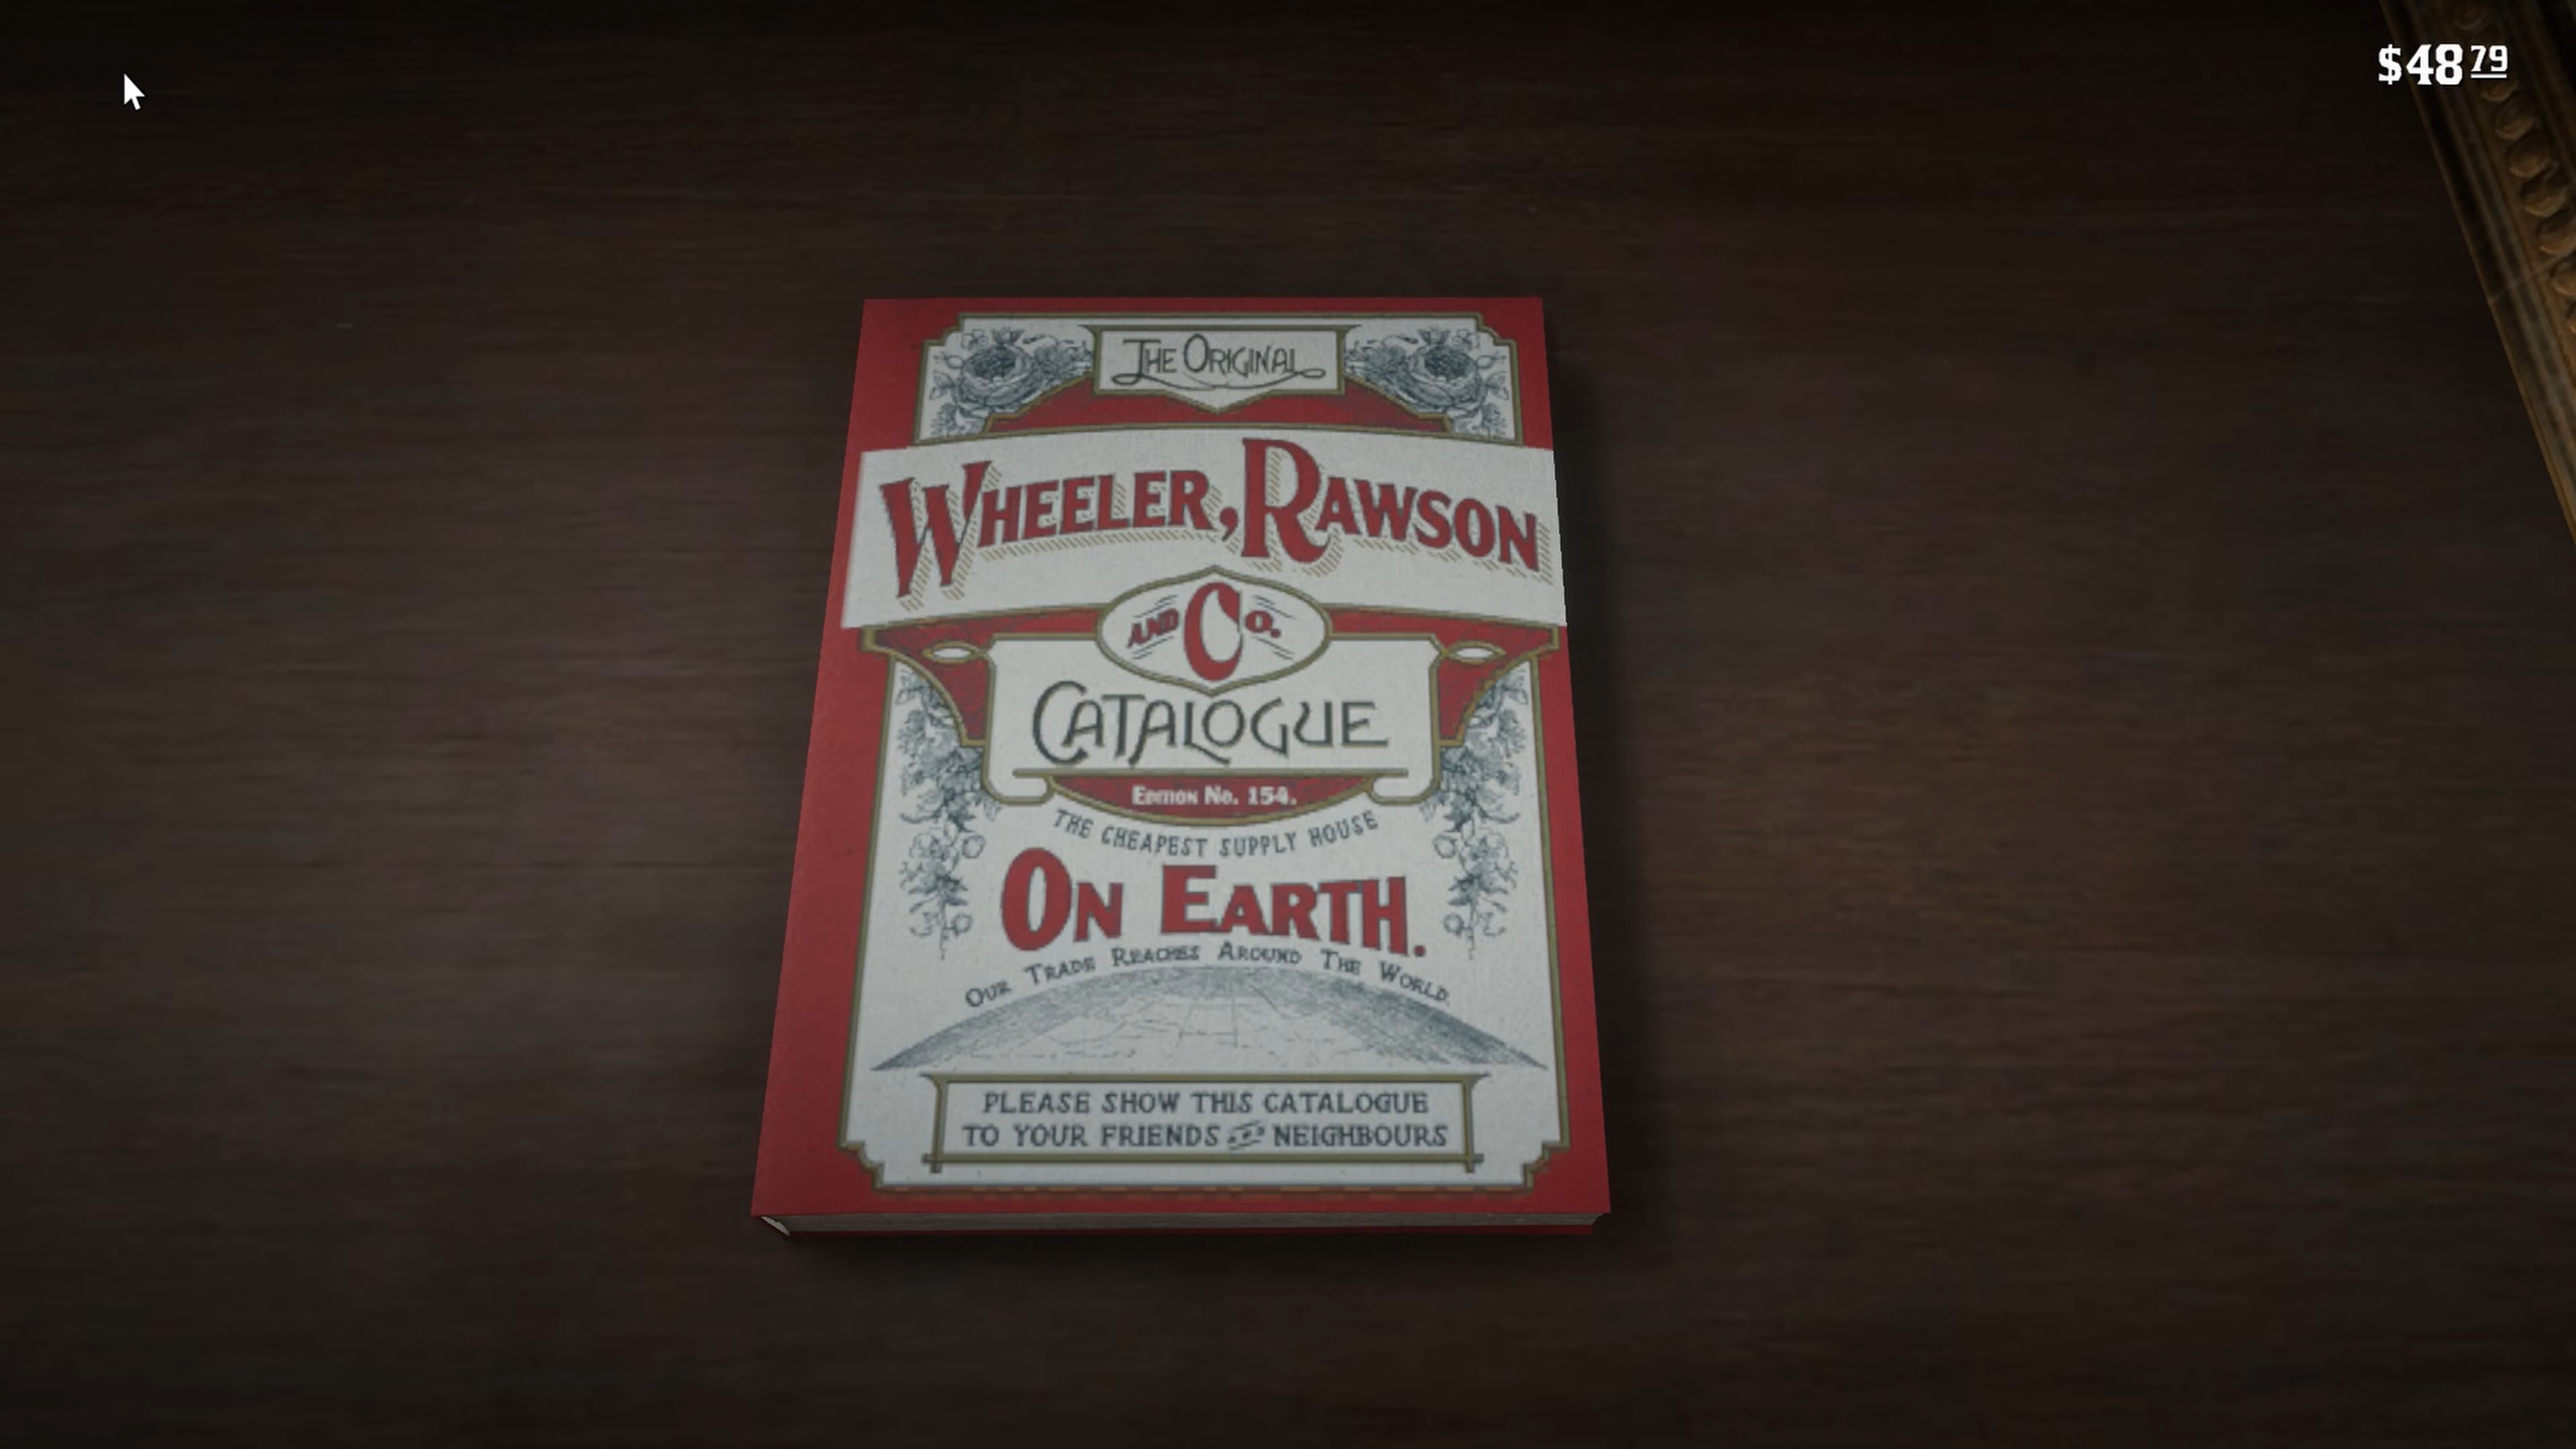 $48 79
THE ORIGINAL
WHEELER, RAWSON
AND CO.
CATALOGUE
EDITION No. 154.
THE CHEAPEST SUPPLY HOUSE
ON EARTH.
OUR TRADE REACHES AROUND THE WORLD.
PLEASE SHOW THIS CATALOGUE
TO YOUR FRIENDS & NEIGHBOURS